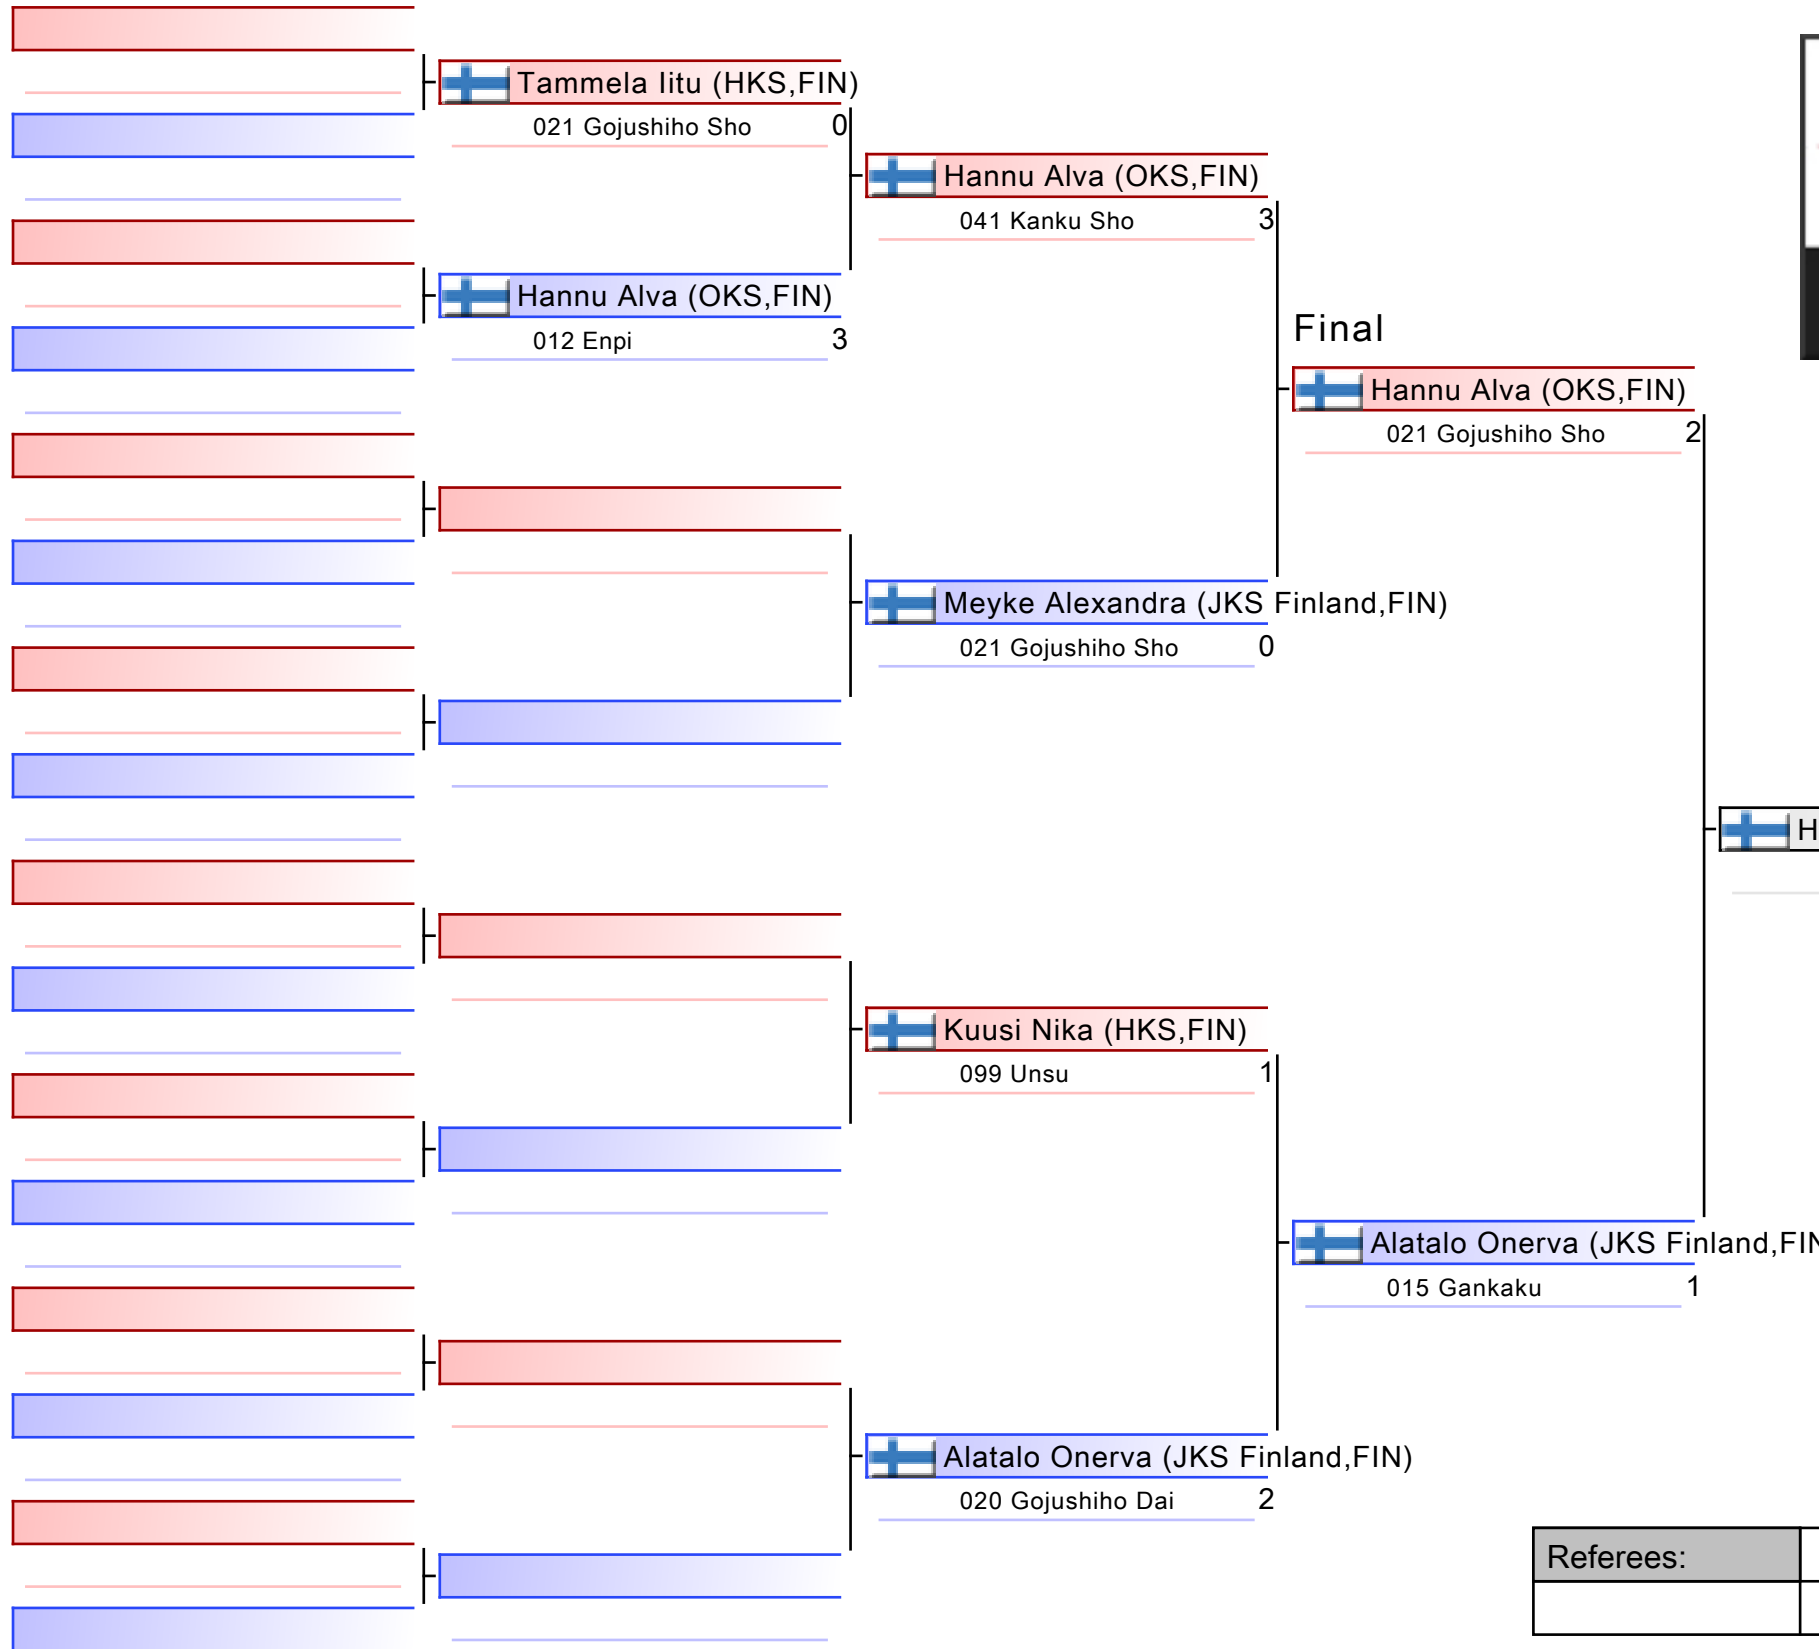 Tammela Iitu (HKS,FIN)
021 Gojushiho Sho 0
Hannu Alva (OKS,FIN)
041 Kanku Sho 3
Hannu Alva (OKS,FIN)
012 Enpi 3
Final
Hannu Alva (OKS,FIN)
021 Gojushiho Sho 2
Meyke Alexandra (JKS Finland,FIN)
021 Gojushiho Sho 0
H
Kuusi Nika (HKS,FIN)
099 Unsu 1
Alatalo Onerva (JKS Finland,FIN
015 Gankaku 1
Alatalo Onerva (JKS Finland,FIN)
020 Gojushiho Dai 2
Referees: